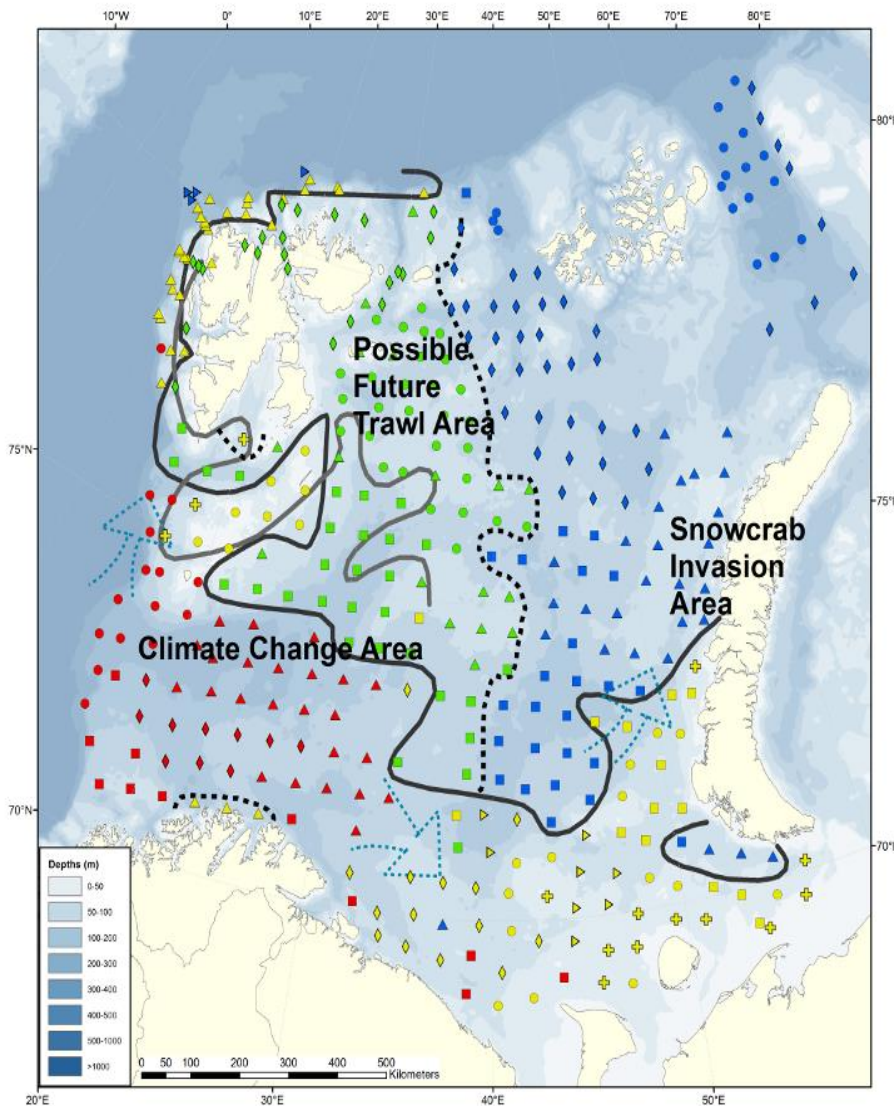 10°W 0° 10°E 20°E 30°E 40°E 50°E 60°E 70°E 80°E
80°E
Possible
Future
Trawl Area
75°N
75°E
Snowcrab
Invasion
Area
Climate Change Area
70°N
70°E
Depths (m)
0-50
50-100
100-200
200-300
300-400
400-500
500-1000
>1000
0 50 100 200 300 400 500
Kilometers
20°E 30°E 40°E 50°E